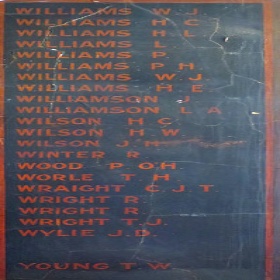 WILLIAMS W. J.
WILLIAMS H C
WILLIAMS H L
WILLIAMS L
WILLIAMS P.
WILLIAMS P H
WILLIAMS W. J
WILLIAMS H. E
WILLIAMSON J
WILLIAMSON L A
WILSON H C
WILSON H. W.
WILSON J. H
WINTER R.
WOOD P. O'H.
WORLE T. H
WRAIGHT C. J. T.
WRIGHT R.
WRIGHT R.
WRIGHT T. J.
WYLIE J. D.
YOUNG T W